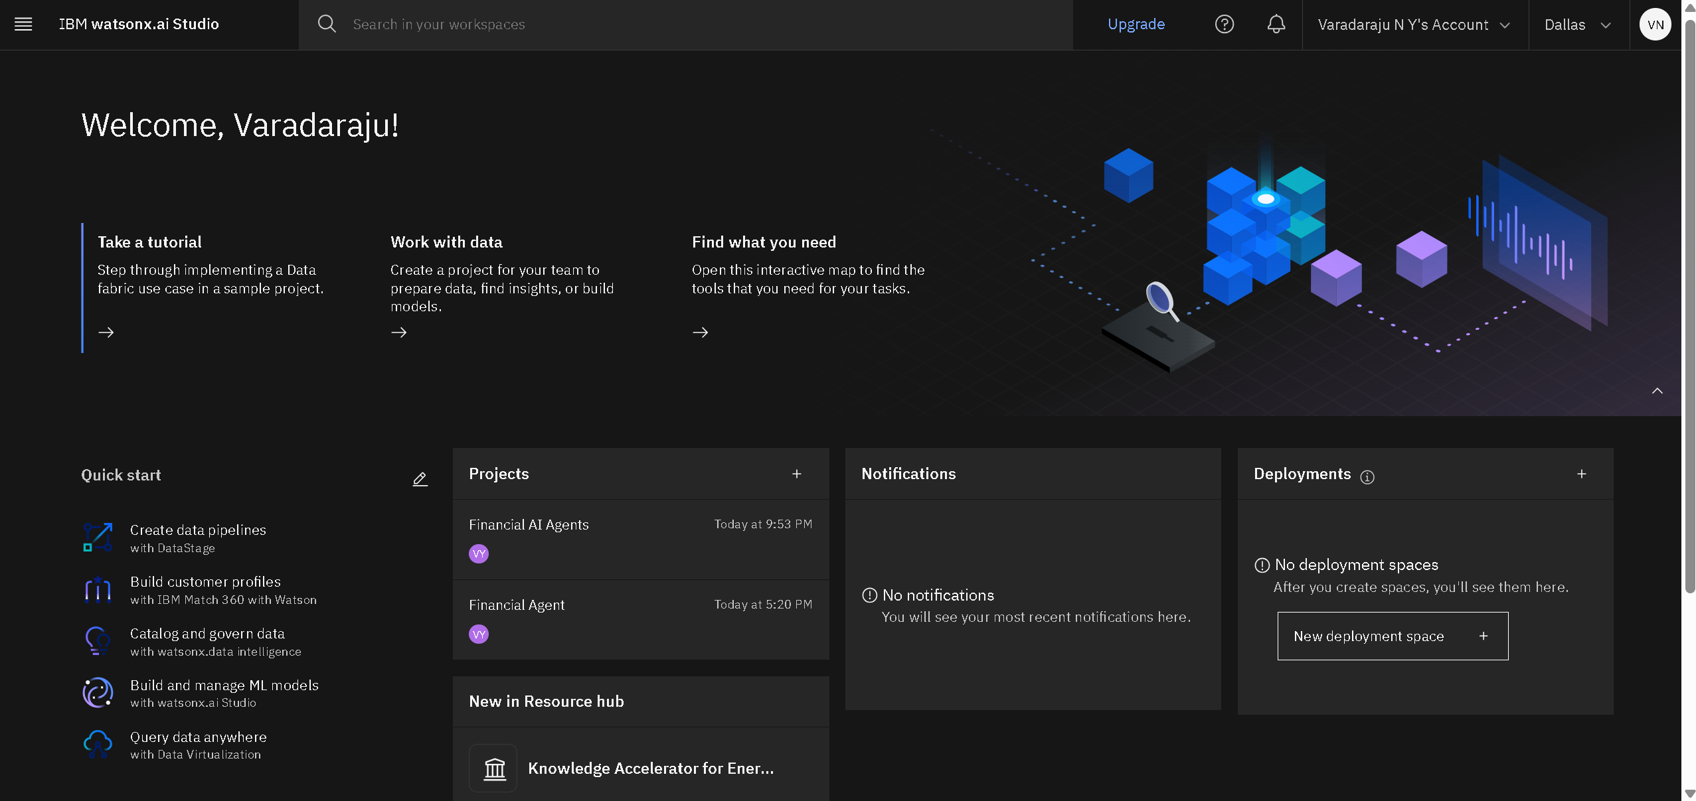 IBM watsonx.ai Studio
Search in your workspaces
Upgrade
Varadaraju N Y's Account
Dallas
VN
Welcome, Varadaraju!
Take a tutorial
Step through implementing a Data
fabric use case in a sample project.
Work with data
Create a project for your team to
prepare data, find insights, or build
models.
Find what you need
Open this interactive map to find the
tools that you need for your tasks.
Quick start
Create data pipelines
with DataStage
Build customer profiles
with IBM Match 360 with Watson
Catalog and govern data
with watsonx.data intelligence
Build and manage ML models
with watsonx.ai Studio
Query data anywhere
with Data Virtualization
Projects
Financial AI Agents
Today at 9:53 PM
VY
Financial Agent
Today at 5:20 PM
VY
New in Resource hub
Knowledge Accelerator for Ener...
Notifications
No notifications
You will see your most recent notifications here.
Deployments
No deployment spaces
After you create spaces, you'll see them here.
New deployment space